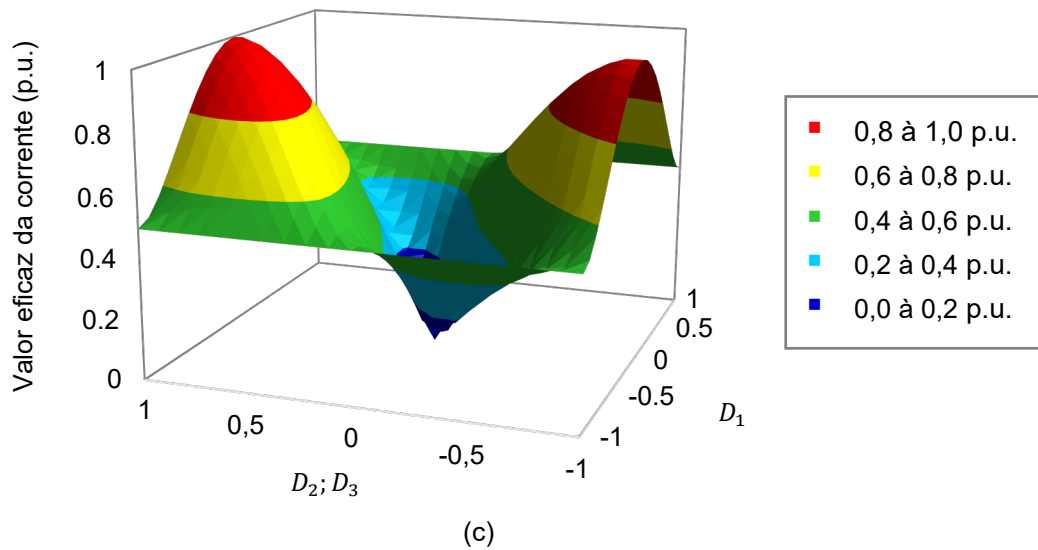 Valor eficaz da corrente (p.u.)
1
0.8
0.6
0.4
0.2
0
1
0,5
0
-0,5
-1
D₂; D₃
1
0.5
0
-0.5
-1
D₁
0,8 à 1,0 p.u.
0,6 à 0,8 p.u.
0,4 à 0,6 p.u.
0,2 à 0,4 p.u.
0,0 à 0,2 p.u.
(c)